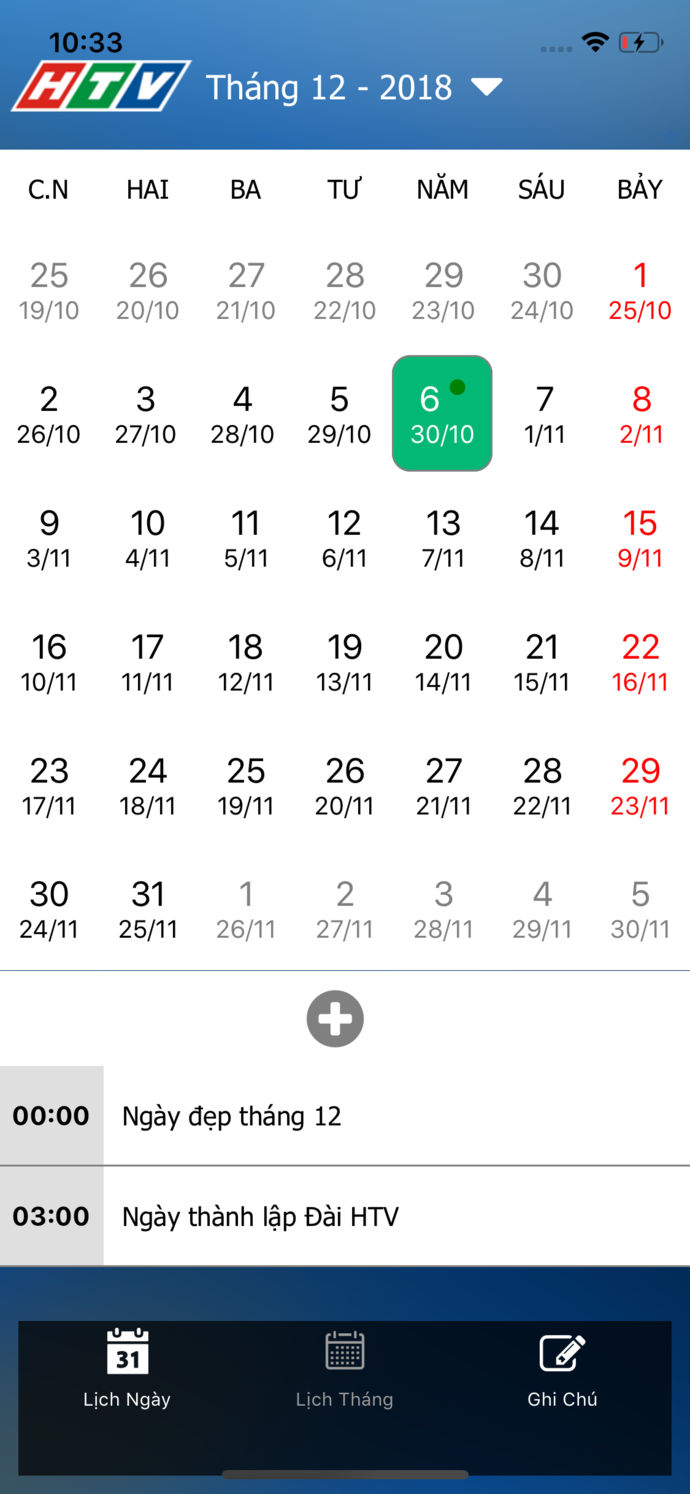 10:33
HTV Tháng 12 - 2018
C.N HAI BA TƯ NĂM SÁU BẢY
25 26 27 28 29 30 1
19/10 20/10 21/10 22/10 23/10 24/10 25/10
2 3 4 5 6 7 8
26/10 27/10 28/10 29/10 30/10 1/11 2/11
9 10 11 12 13 14 15
3/11 4/11 5/11 6/11 7/11 8/11 9/11
16 17 18 19 20 21 22
10/11 11/11 12/11 13/11 14/11 15/11 16/11
23 24 25 26 27 28 29
17/11 18/11 19/11 20/11 21/11 22/11 23/11
30 31 1 2 3 4 5
24/11 25/11 26/11 27/11 28/11 29/11 30/11
00:00 Ngày đẹp tháng 12
03:00 Ngày thành lập Đài HTV
31
Lịch Ngày Lịch Tháng Ghi Chú